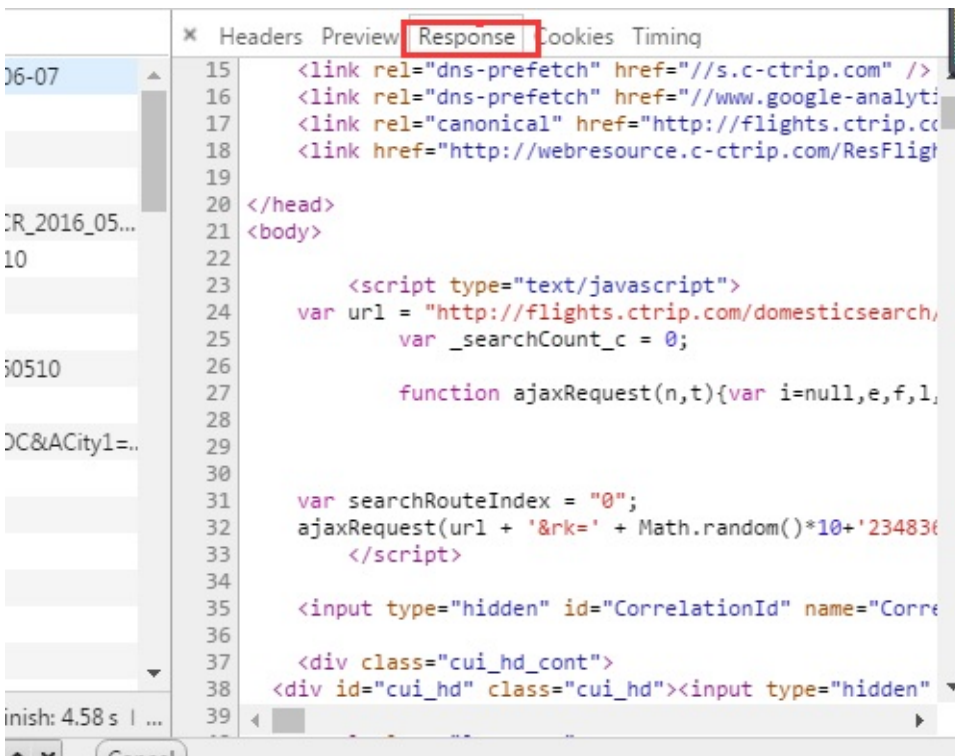 × Headers Preview Response Cookies Timing
06-07
CR_2016_05...
10
60510
OC&ACity1=..
inish: 4.58 s | ...
15 <link rel="dns-prefetch" href="//s.c-ctrip.com" />
16 <link rel="dns-prefetch" href="//www.google-analyti
17 <link rel="canonical" href="http://flights.ctrip.co
18 <link href="http://webresource.c-ctrip.com/ResFligh
19
20 </head>
21 <body>
22
23 <script type="text/javascript">
24 var url = "http://flights.ctrip.com/domesticsearch/
25 var _searchCount_c = 0;
26
27 function ajaxRequest(n,t){var i=null,e,f,l,
28
29
30
31 var searchRouteIndex = "0";
32 ajaxRequest(url + '&rk=' + Math.random()*10+'234836
33 </script>
34
35 <input type="hidden" id="CorrelationId" name="Corre
36
37 <div class="cui_hd_cont">
38 <div id="cui_hd" class="cui_hd"><input type="hidden"
39
Cancel